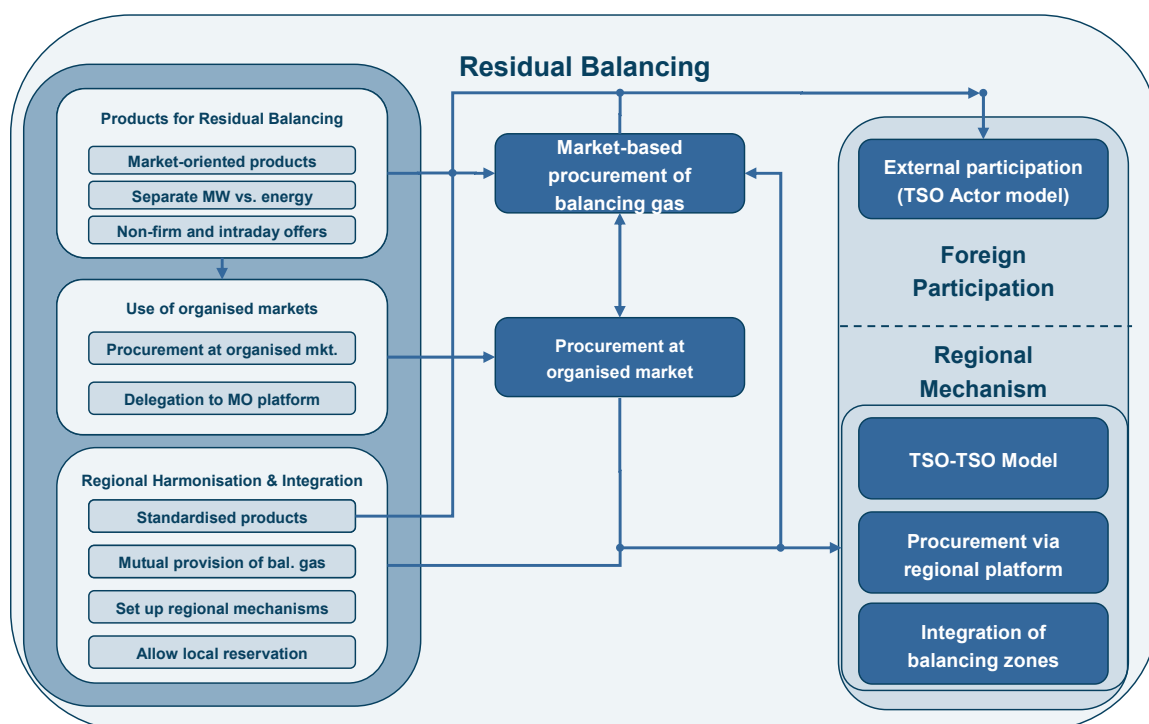 Residual Balancing
Products for Residual Balancing
Market-oriented products
Separate MW vs. energy
Non-firm and intraday offers
Use of organised markets
Procurement at organised mkt.
Delegation to MO platform
Regional Harmonisation & Integration
Standardised products
Mutual provision of bal. gas
Set up regional mechanisms
Allow local reservation
Market-based
procurement of
balancing gas
Procurement at
organised market
External participation
(TSO Actor model)
Foreign
Participation
Regional
Mechanism
TSO-TSO Model
Procurement via
regional platform
Integration of
balancing zones